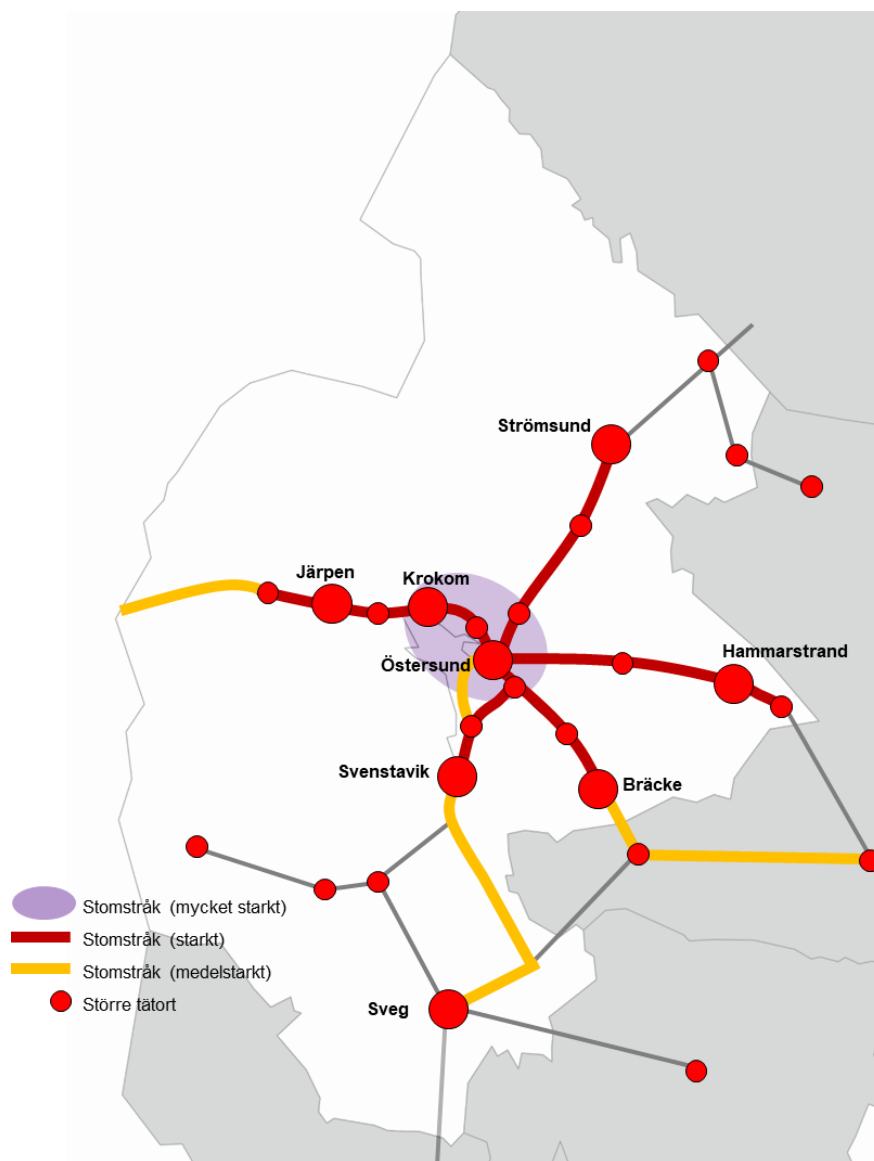 Strömsund
Järpen
Krokom
Östersund
Hammarstrand
Svenstavik
Bräcke
Stomstråk (mycket starkt)
Stomstråk (starkt)
Stomstråk (medelstarkt)
Större tätort
Sveg